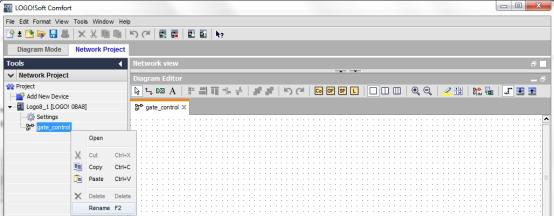 LOGO!Soft Comfort
File Edit Format View Tools Window Help
Diagram Mode Network Project
Tools
Network view
Network Project
Diagram Editor
Project
Add New Device
Co GF SF L
Logo8_1 [LOGO! 0BA8]
gate_control X
Settings
gate_control
Open
Cut Ctrl-X
Copy Ctrl-C
Paste Ctrl-V
Delete Delete
Rename F2